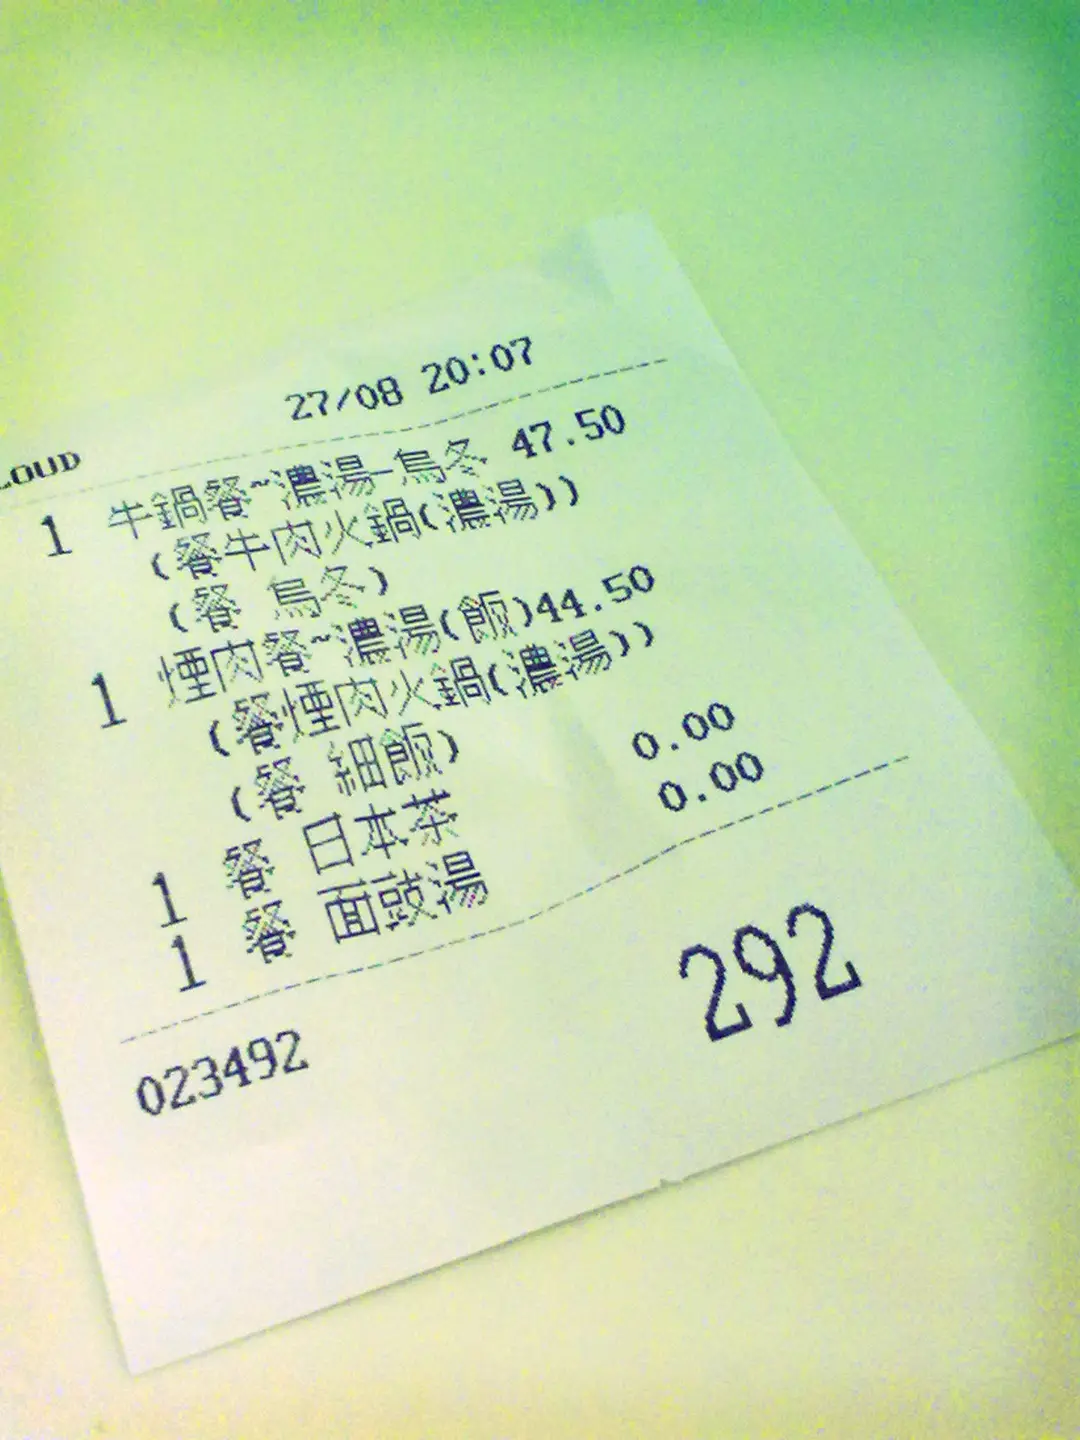 27/08 20:07
LOUD
1 牛鍋餐~濃湯-烏冬 47.50
(餐牛肉火鍋(濃湯))
(餐 烏冬)
1 煙肉餐~濃湯(飯)44.50
(餐煙肉火鍋(濃湯))
(餐 細飯)
1 餐 日本茶 0.00
1 餐 面豉湯 0.00
292
023492